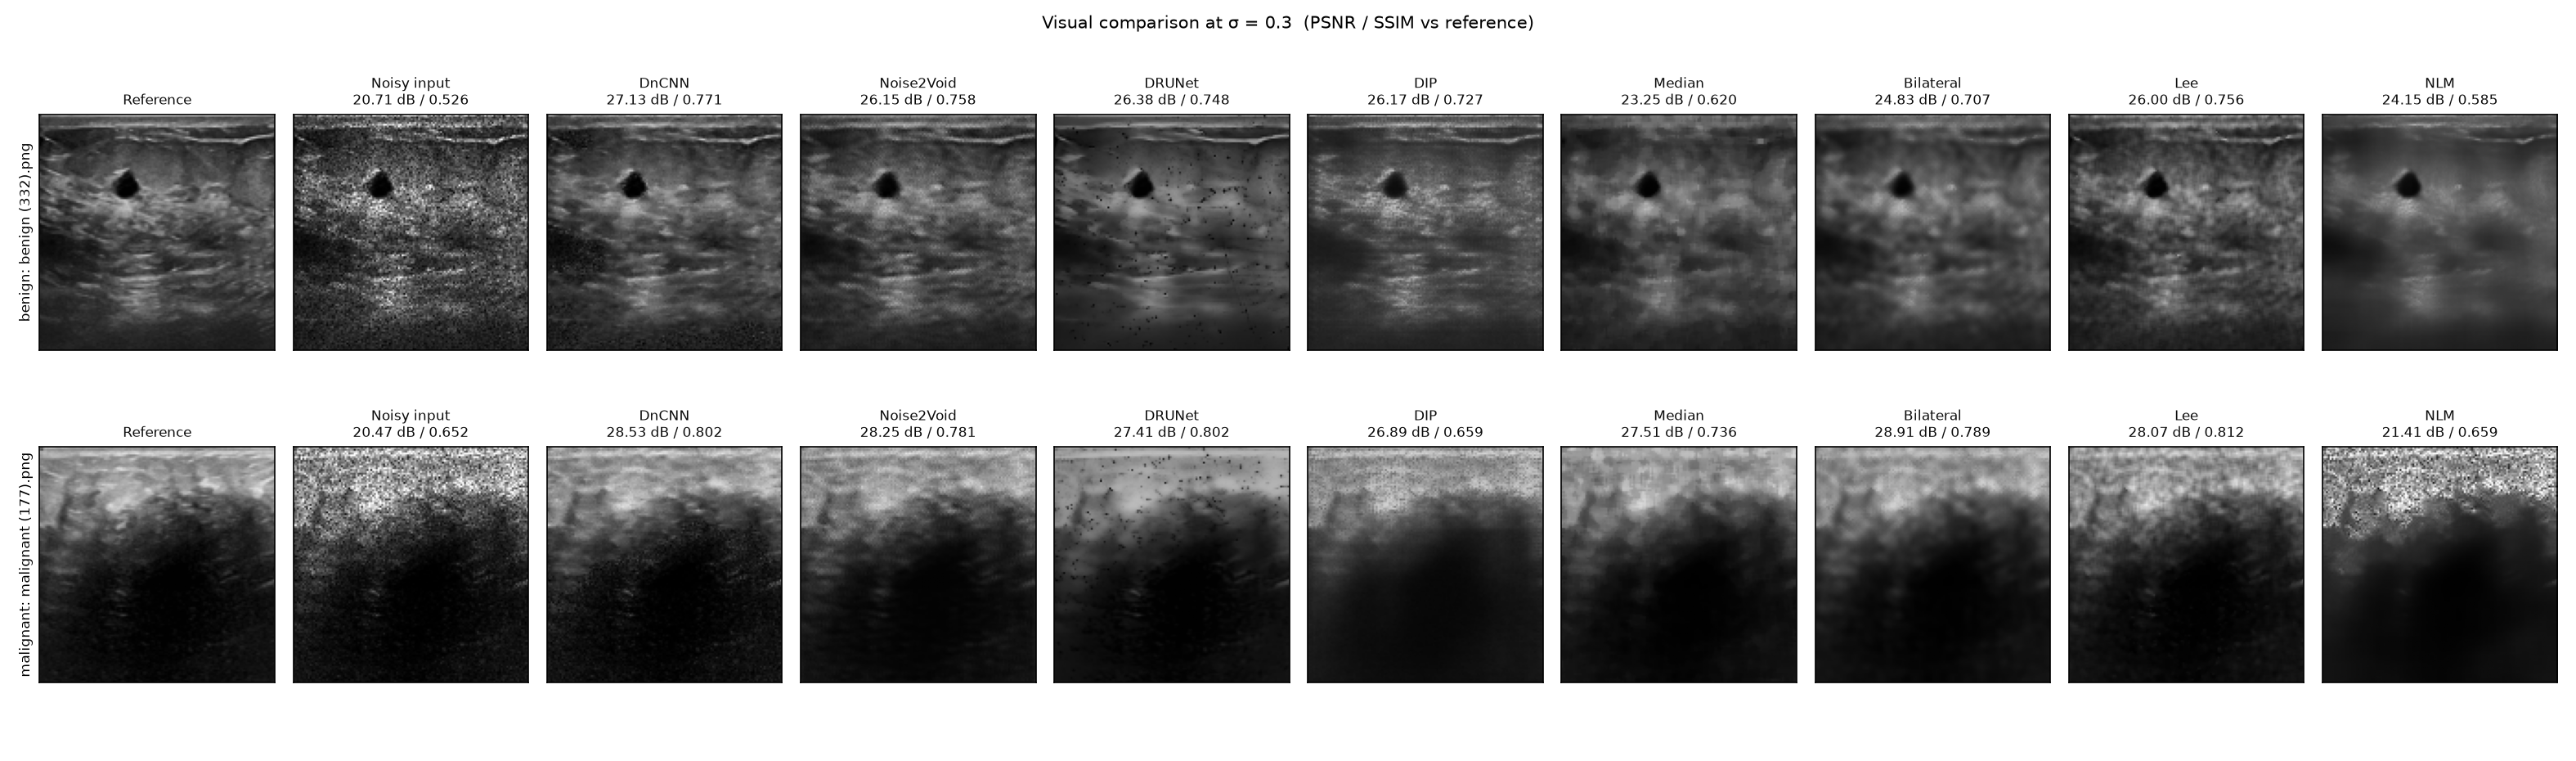 Visual comparison at σ = 0.3  (PSNR / SSIM vs reference)
benign: benign (332).png
Reference
Noisy input
20.71 dB / 0.526
DnCNN
27.13 dB / 0.771
Noise2Void
26.15 dB / 0.758
DRUNet
26.38 dB / 0.748
DIP
26.17 dB / 0.727
Median
23.25 dB / 0.620
Bilateral
24.83 dB / 0.707
Lee
26.00 dB / 0.756
NLM
24.15 dB / 0.585
malignant: malignant (177).png
Reference
Noisy input
20.47 dB / 0.652
DnCNN
28.53 dB / 0.802
Noise2Void
28.25 dB / 0.781
DRUNet
27.41 dB / 0.802
DIP
26.89 dB / 0.659
Median
27.51 dB / 0.736
Bilateral
28.91 dB / 0.789
Lee
28.07 dB / 0.812
NLM
21.41 dB / 0.659